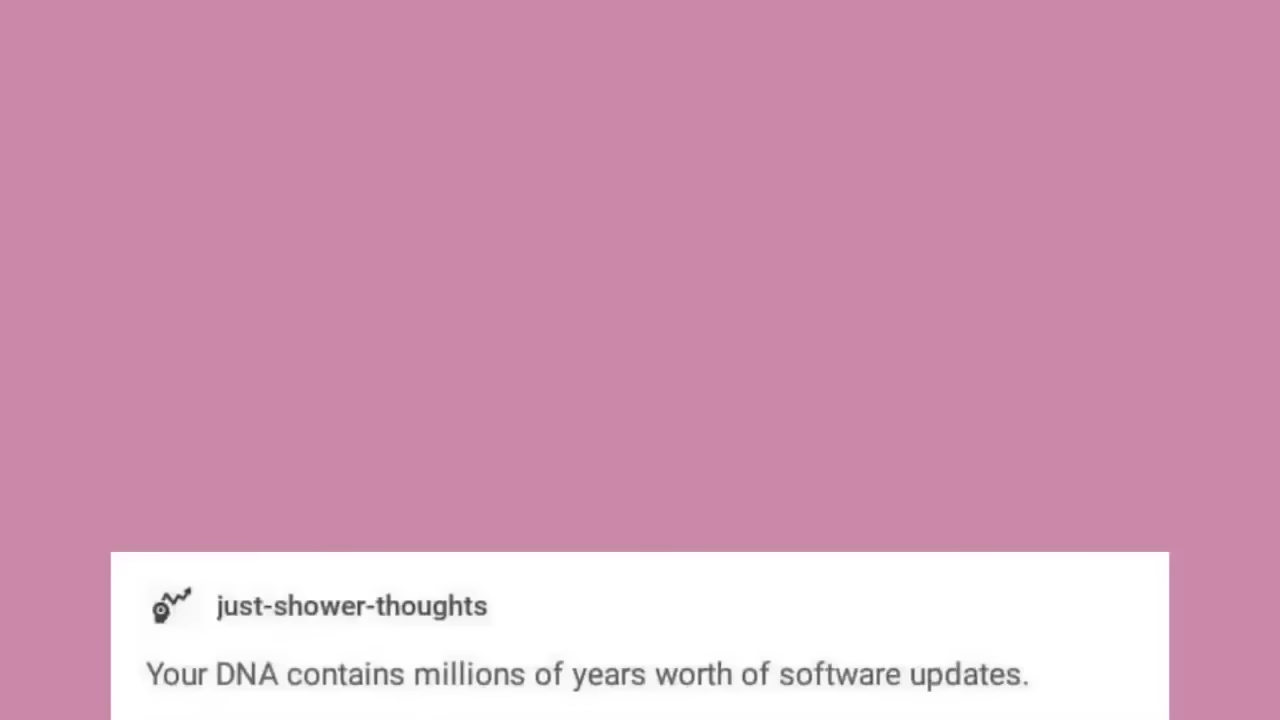 just-shower-thoughts
Your DNA contains millions of years worth of software updates.